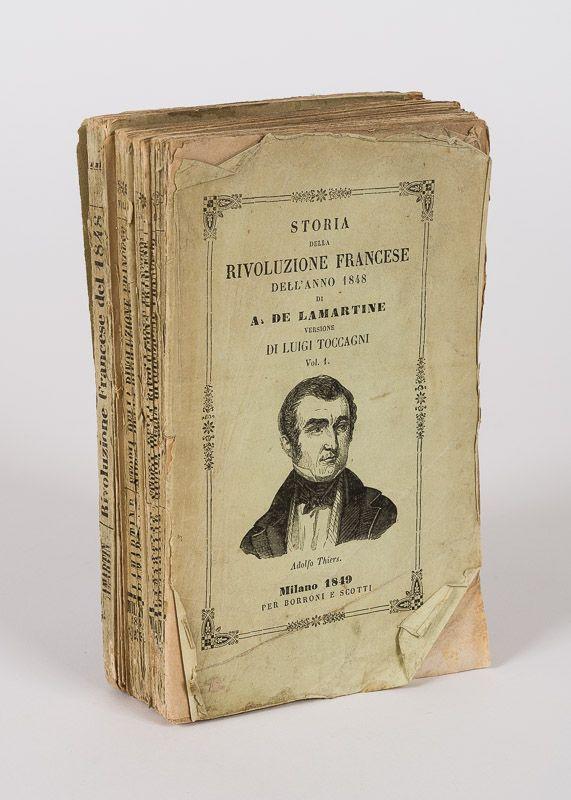 STORIA
DELLA
RIVOLUZIONE FRANCESE
DELL'ANNO 1848
DI
A. DE LAMARTINE
VERSIONE
DI LUIGI TOCCAGNI
Vol. 1.
Adolfo Thiers.
Milano 1849
PER BORRONI E SCOTTI
Rivoluzione Francese del 1848